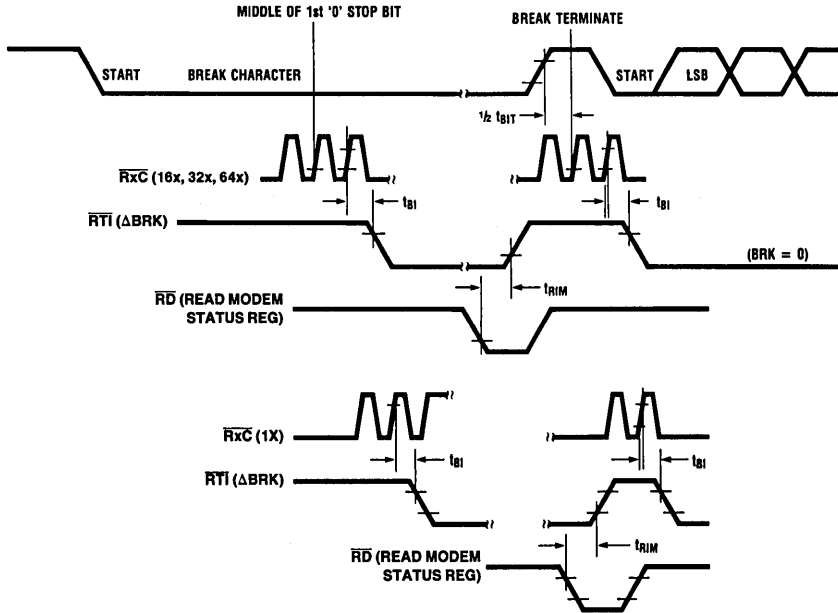 MIDDLE OF 1st '0' STOP BIT
BREAK TERMINATE
START BREAK CHARACTER START LSB
1/2 tBIT
RxC (16x, 32x, 64x)
tBI tBI
RTI (ΔBRK)
(BRK = 0)
tRIM
RD (READ MODEM
STATUS REG)
RxC (1X)
tBI tBI
RTI (ΔBRK)
tRIM
RD (READ MODEM
STATUS REG)